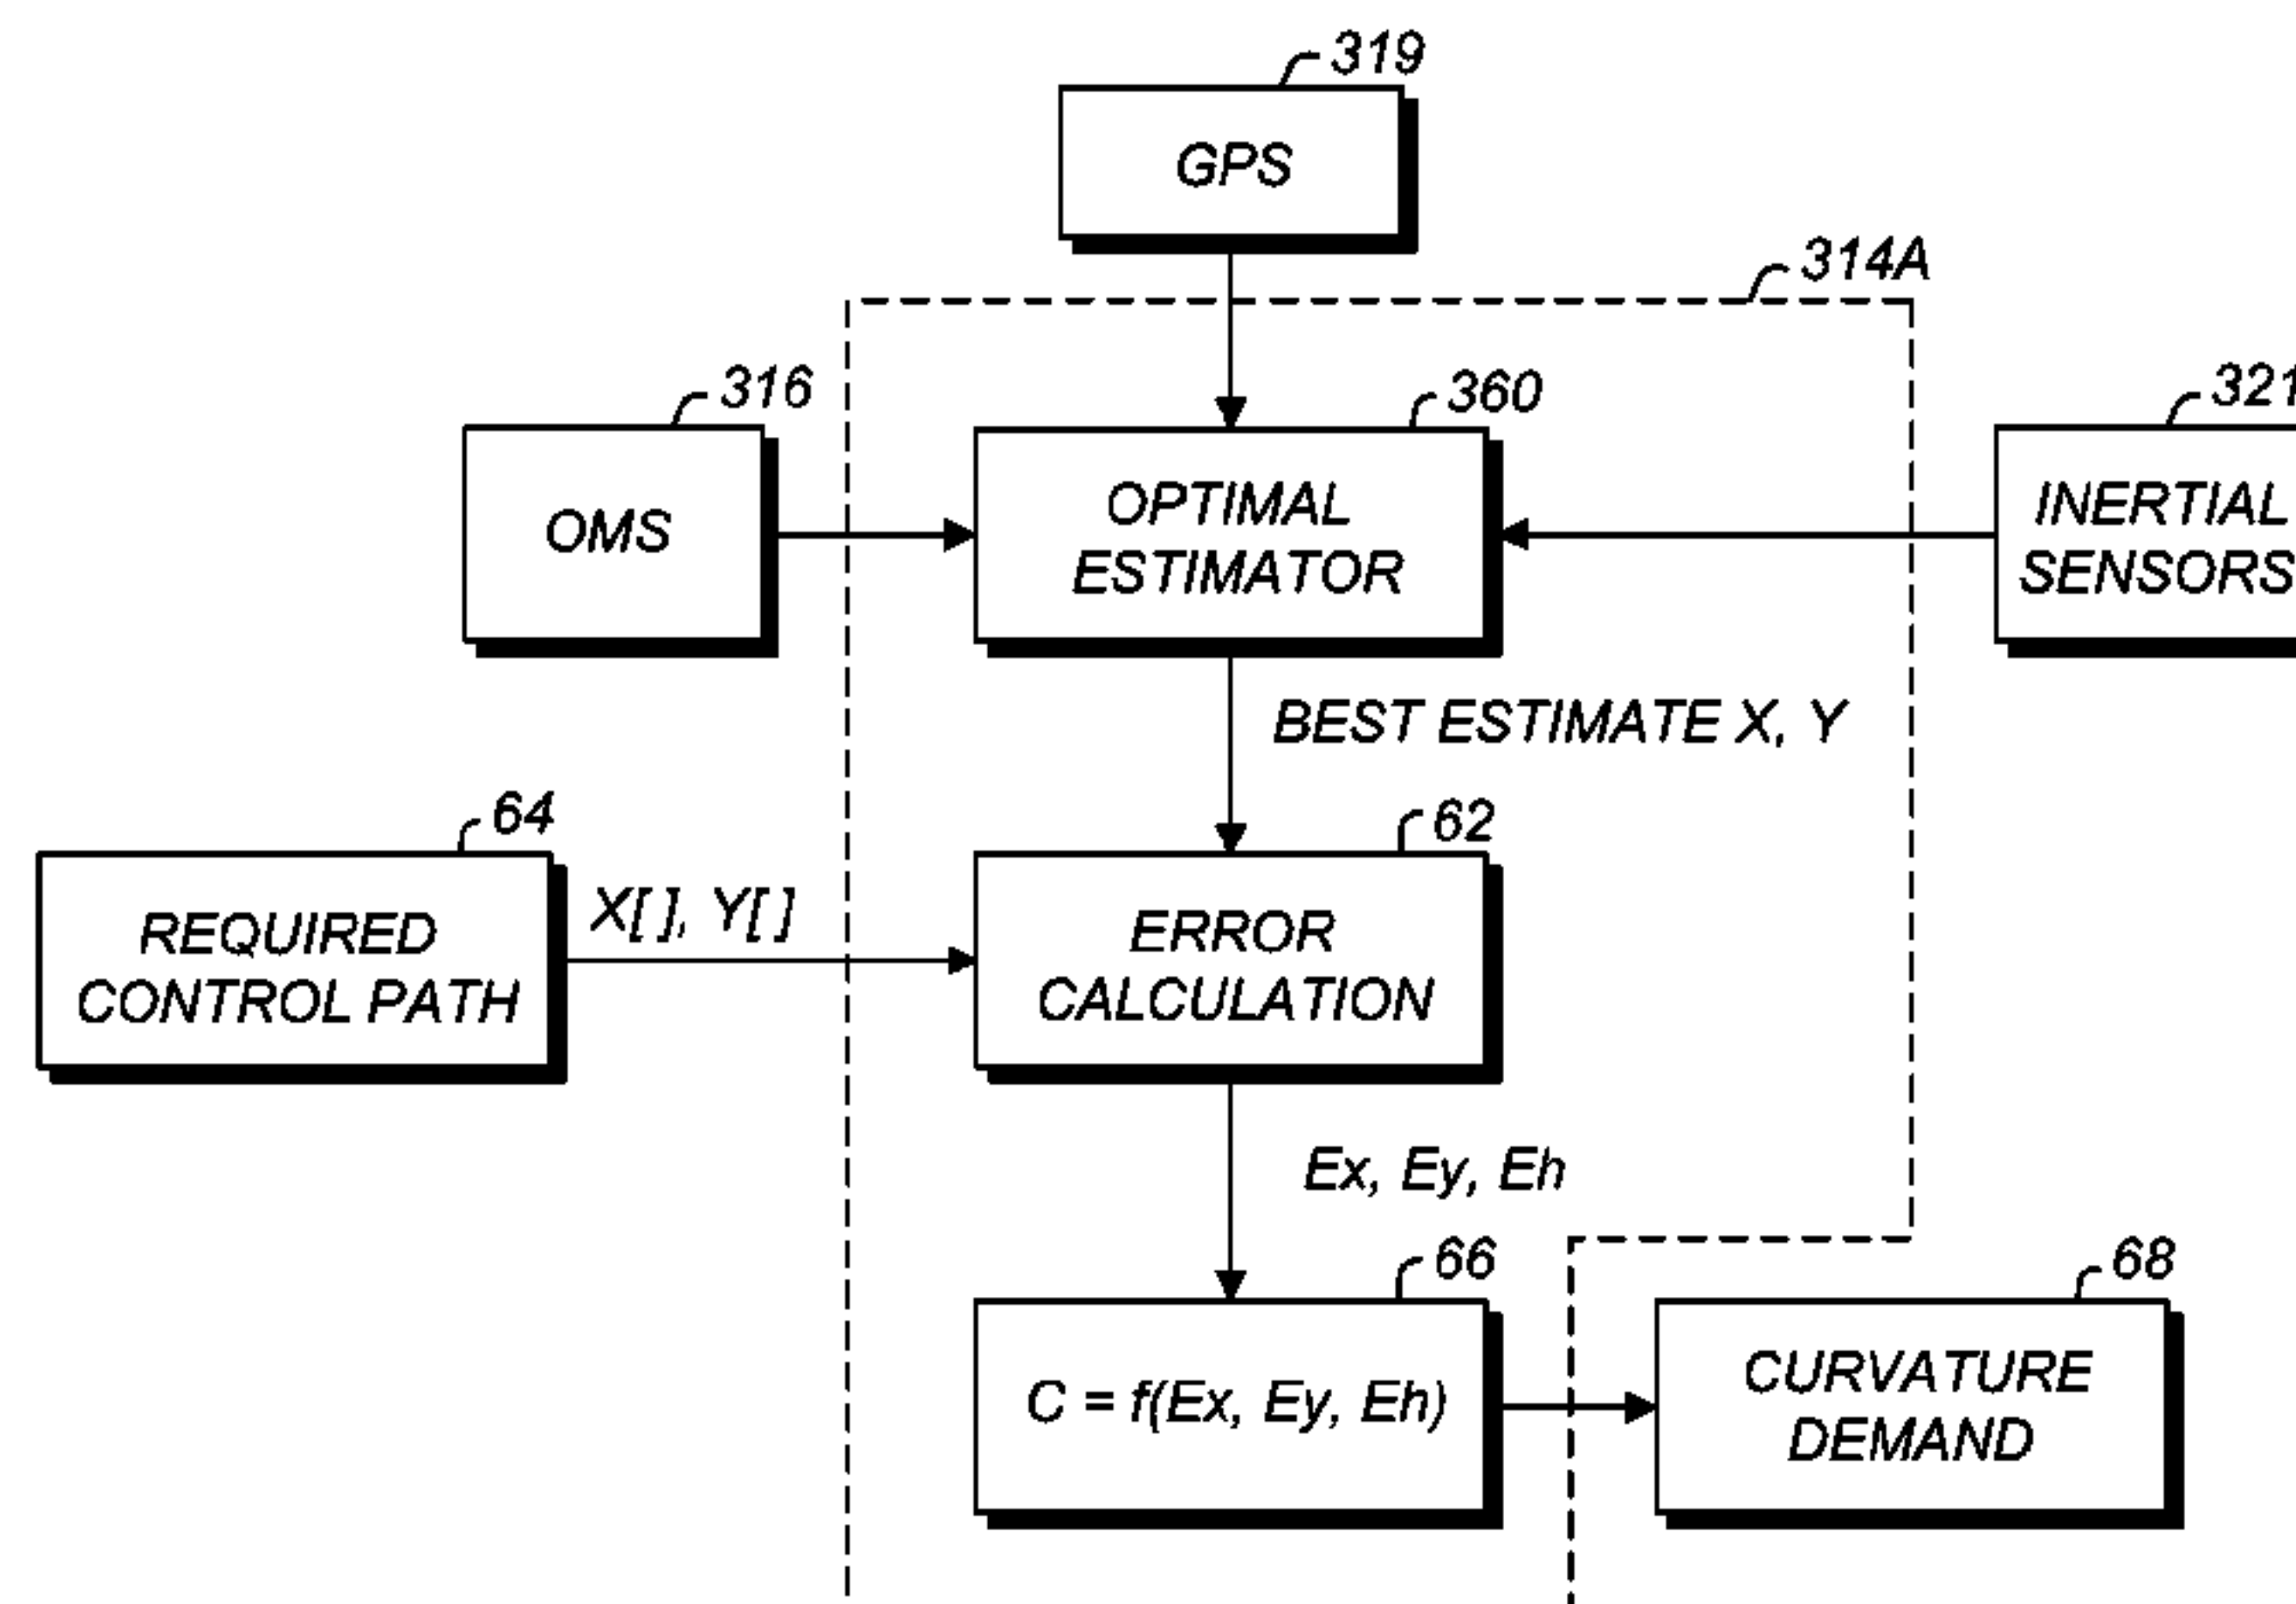 319
GPS
314A
316
360
321
OMS
OPTIMAL
ESTIMATOR
INERTIAL
SENSORS
BEST ESTIMATE X, Y
64
62
REQUIRED
CONTROL PATH
X[ ], Y[ ]
ERROR
CALCULATION
Ex, Ey, Eh
66
68
C = f(Ex, Ey, Eh)
CURVATURE
DEMAND